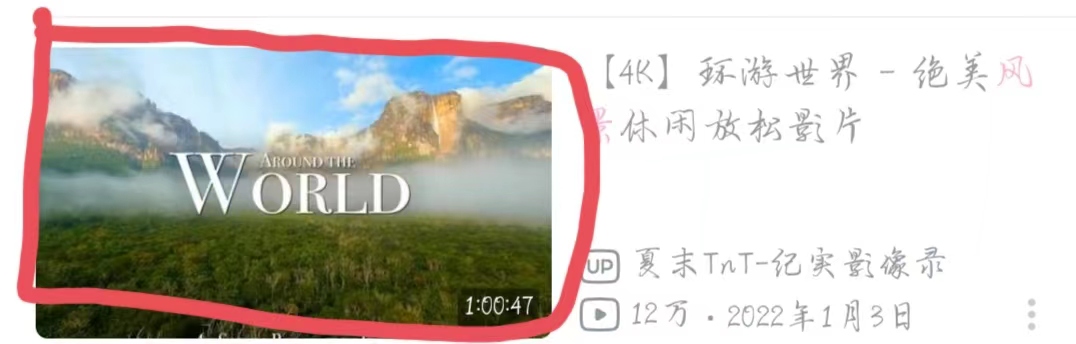 AROUND THE
WORLD
1:00:47
【4K】环游世界 - 绝美风
景休闲放松影片
UP 夏末TnT-纪实影像录
12万·2022年1月3日